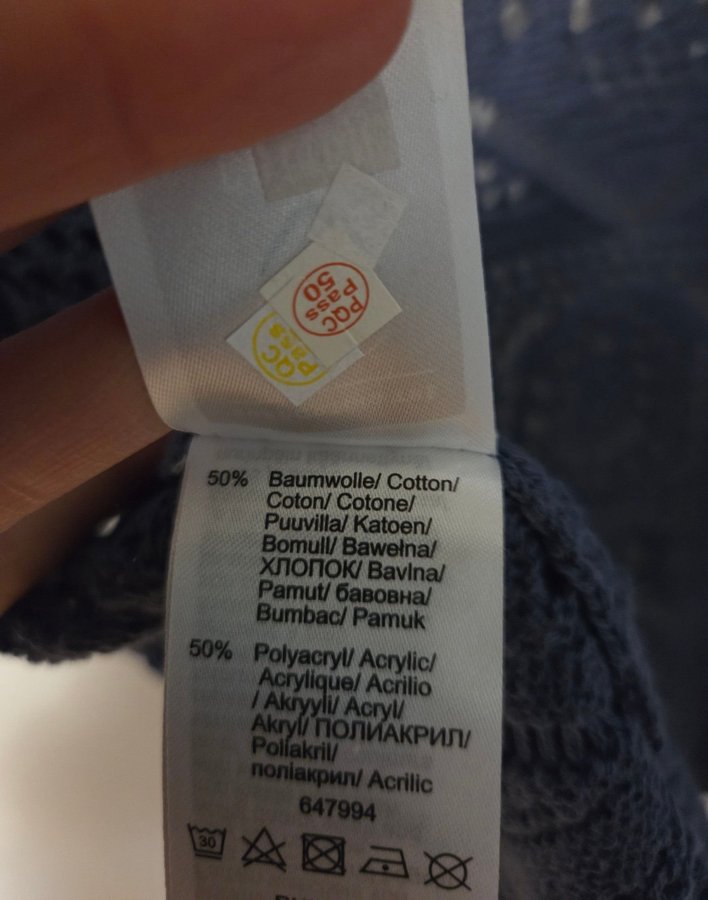 PQC
Pass
50
PQC
Pass
50% Baumwolle/ Cotton/
Coton/ Cotone/
Puuvilla/ Katoen/
Bomull/ Bawełna/
ХЛОПОК/ Bavlna/
Pamut/ бавовна/
Bumbac/ Pamuk
50% Polyacryl/ Acrylic/
Acrylique/ Acrilio
/ Akryyli/ Acryl/
Akryl/ ПОЛИАКРИЛ/
Poliakril/
поліакрил/ Acrilic
647994
30